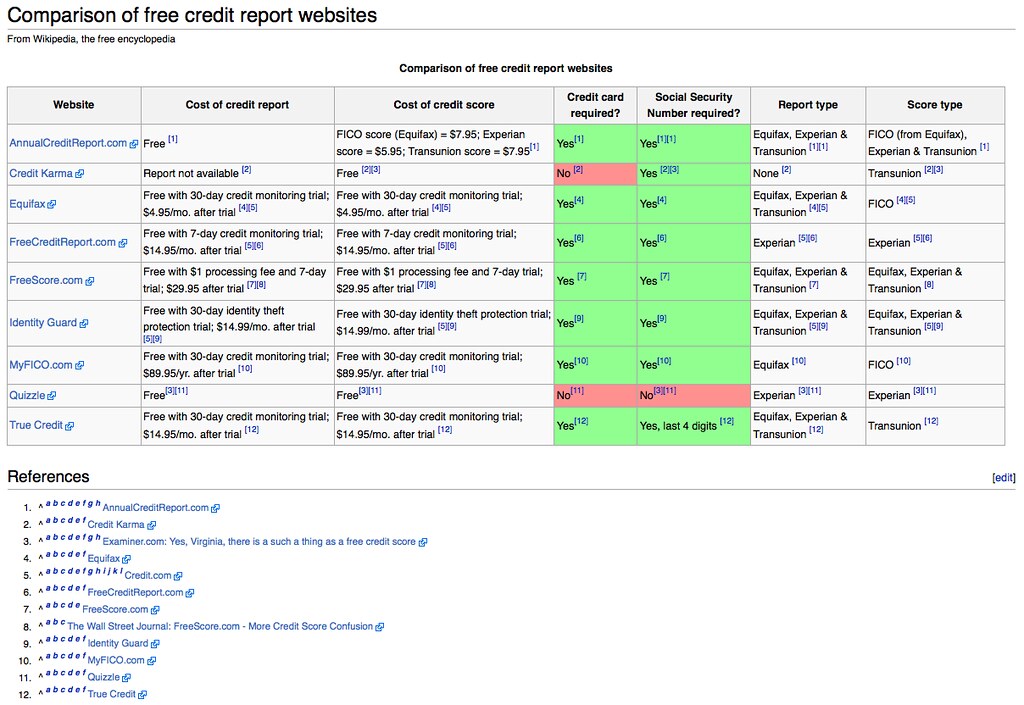 Comparison of free credit report websites
From Wikipedia, the free encyclopedia
Comparison of free credit report websites
Website Cost of credit report Cost of credit score Credit card required? Social Security Number required? Report type Score type
AnnualCreditReport.com Free [1] FICO score (Equifax) = $7.95; Experian score = $5.95; Transunion score = $7.95[1] Yes[1] Yes[1][1] Equifax, Experian & Transunion [1][1] FICO (from Equifax), Experian & Transunion [1]
Credit Karma Report not available [2] Free [2][3] No [2] Yes [2][3] None [2] Transunion [2][3]
Equifax Free with 30-day credit monitoring trial; $4.95/mo. after trial [4][5] Free with 30-day credit monitoring trial; $4.95/mo. after trial [4][5] Yes[4] Yes[4] Equifax, Experian & Transunion [4][5] FICO [4][5]
FreeCreditReport.com Free with 7-day credit monitoring trial; $14.95/mo. after trial [5][6] Free with 7-day credit monitoring trial; $14.95/mo. after trial [5][6] Yes[6] Yes[6] Experian [5][6] Experian [5][6]
FreeScore.com Free with $1 processing fee and 7-day trial; $29.95 after trial [7][8] Free with $1 processing fee and 7-day trial; $29.95 after trial [7][8] Yes [7] Yes [7] Equifax, Experian & Transunion [7] Equifax, Experian & Transunion [8]
Identity Guard Free with 30-day identity theft protection trial; $14.99/mo. after trial [5][9] Free with 30-day identity theft protection trial; $14.99/mo. after trial [5][9] Yes[9] Yes[9] Equifax, Experian & Transunion [5][9] Equifax, Experian & Transunion [5][9]
MyFICO.com Free with 30-day credit monitoring trial; $89.95/yr. after trial [10] Free with 30-day credit monitoring trial; $89.95/yr. after trial [10] Yes[10] Yes[10] Equifax [10] FICO [10]
Quizzle Free[3][11] Free[3][11] No[11] No[3][11] Experian [3][11] Experian [3][11]
True Credit Free with 30-day credit monitoring trial; $14.95/mo. after trial [12] Free with 30-day credit monitoring trial; $14.95/mo. after trial [12] Yes[12] Yes, last 4 digits [12] Equifax, Experian & Transunion [12] Transunion [12]
References [edit]
1. ^ a b c d e f g h AnnualCreditReport.com
2. ^ a b c d e f Credit Karma
3. ^ a b c d e f g h Examiner.com: Yes, Virginia, there is a such a thing as a free credit score
4. ^ a b c d e f Equifax
5. ^ a b c d e f g h i j k l Credit.com
6. ^ a b c d e f FreeCreditReport.com
7. ^ a b c d e FreeScore.com
8. ^ a b c The Wall Street Journal: FreeScore.com - More Credit Score Confusion
9. ^ a b c d e f Identity Guard
10. ^ a b c d e f MyFICO.com
11. ^ a b c d e f Quizzle
12. ^ a b c d e f True Credit